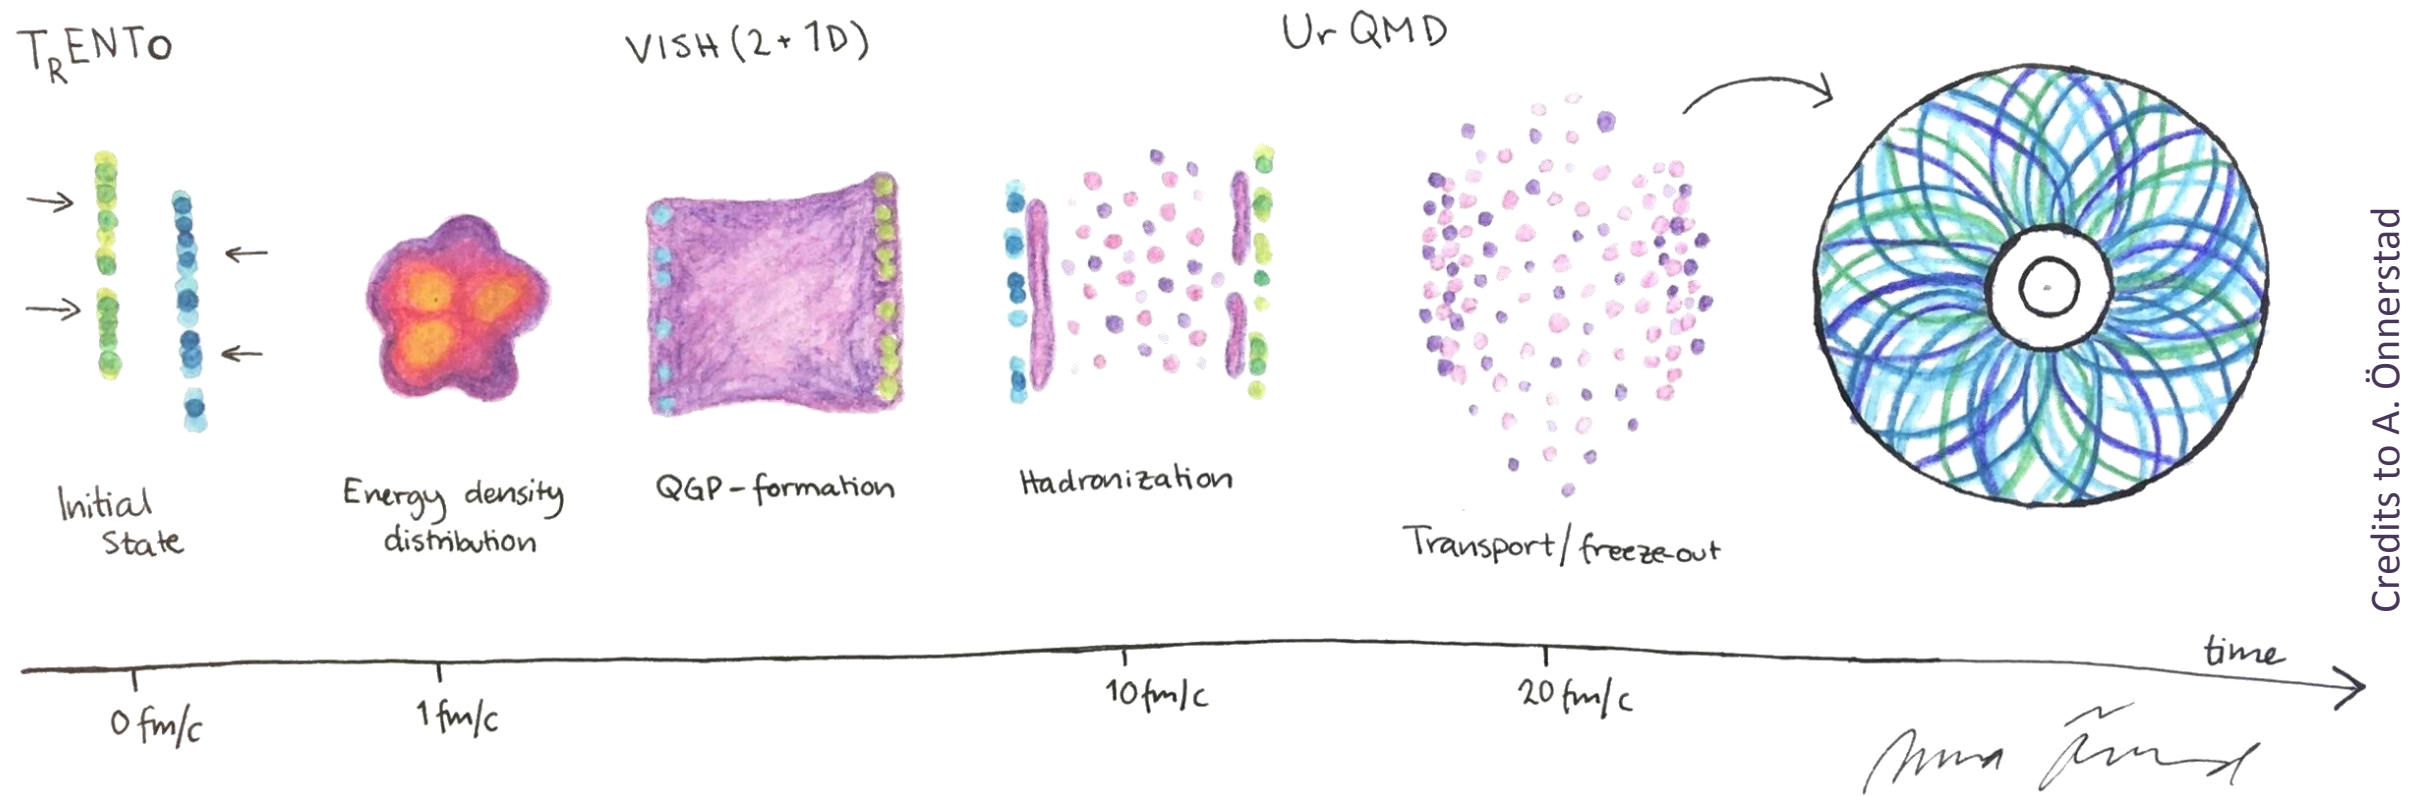 TRENTo
VISH(2+1D)
UrQMD
Initial
State
Energy density
distribution
QGP-formation
Hadronization
Transport/freeze-out
time
0 fm/c
1 fm/c
10 fm/c
20 fm/c
Credits to A. Önnerstad